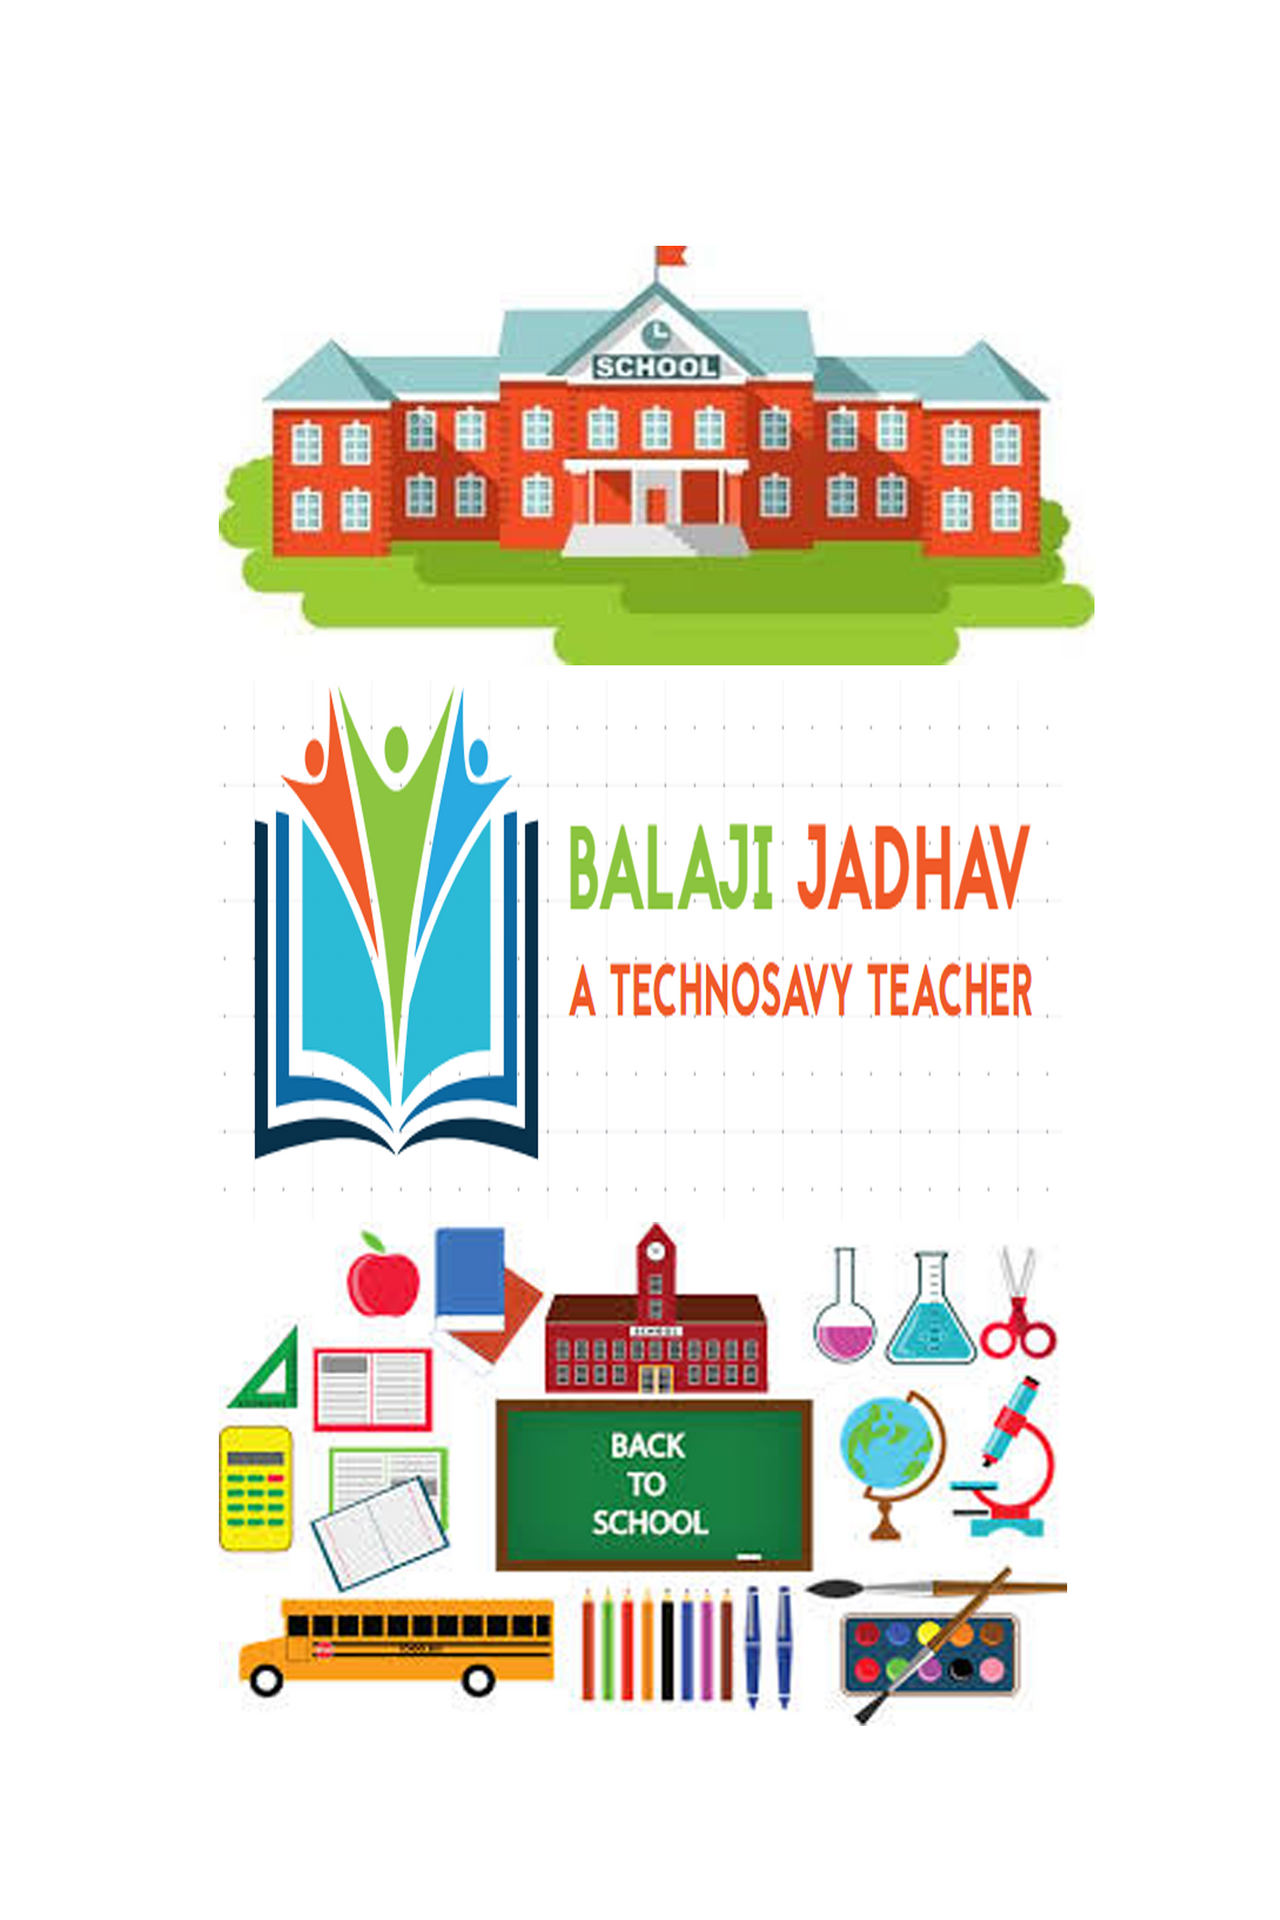 SCHOOL
BALAJI JADHAV
A TECHNOSAVY TEACHER
SCHOOL
BACK
TO
SCHOOL